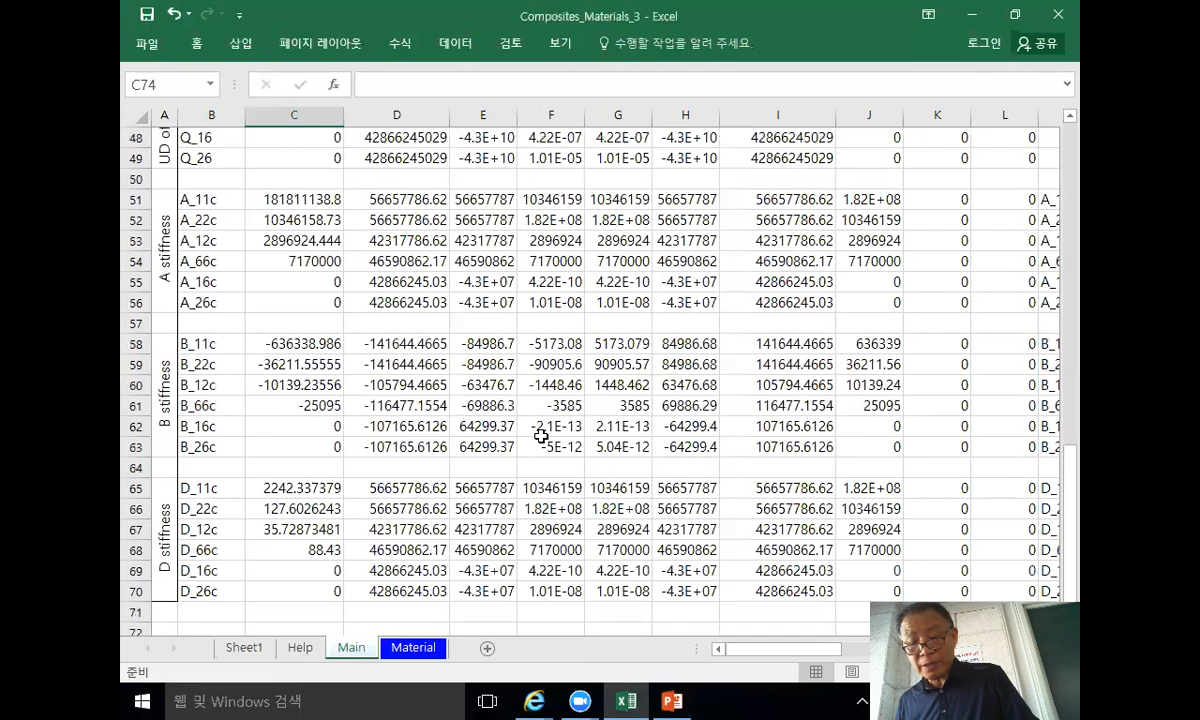 Composites_Materials_3 - Excel
파일 홈 삽입 페이지 레이아웃 수식 데이터 검토 보기 수행할 작업을 알려 주세요. 로그인 공유
C74 fx
A B C D E F G H I J K L
48 Q_16 0 42866245029 -4.3E+10 4.22E-07 4.22E-07 -4.3E+10 42866245029 0 0 0
49 Q_26 0 42866245029 -4.3E+10 1.01E-05 1.01E-05 -4.3E+10 42866245029 0 0 0
UD of
50
51 A_11c 181811138.8 56657786.62 56657787 10346159 10346159 56657787 56657786.62 1.82E+08 0 0 A_1
52 A_22c 10346158.73 56657786.62 56657787 1.82E+08 1.82E+08 56657787 56657786.62 10346159 0 0 A_2
53 A_12c 2896924.444 42317786.62 42317787 2896924 2896924 42317787 42317786.62 2896924 0 0 A_1
54 A_66c 7170000 46590862.17 46590862 7170000 7170000 46590862 46590862.17 7170000 0 0 A_6
55 A_16c 0 42866245.03 -4.3E+07 4.22E-10 4.22E-10 -4.3E+07 42866245.03 0 0 0 A_1
56 A_26c 0 42866245.03 -4.3E+07 1.01E-08 1.01E-08 -4.3E+07 42866245.03 0 0 0 A_2
A stiffness
57
58 B_11c -636338.986 -141644.4665 -84986.7 -5173.08 5173.079 84986.68 141644.4665 636339 0 0 B_1
59 B_22c -36211.55555 -141644.4665 -84986.7 -90905.6 90905.57 84986.68 141644.4665 36211.56 0 0 B_2
60 B_12c -10139.23556 -105794.4665 -63476.7 -1448.46 1448.462 63476.68 105794.4665 10139.24 0 0 B_1
61 B_66c -25095 -116477.1554 -69886.3 -3585 3585 69886.29 116477.1554 25095 0 0 B_6
62 B_16c 0 -107165.6126 64299.37 -2.1E-13 2.11E-13 -64299.4 107165.6126 0 0 0 B_1
63 B_26c 0 -107165.6126 64299.37 -5E-12 5.04E-12 -64299.4 107165.6126 0 0 0 B_2
B stiffness
64
65 D_11c 2242.337379 56657786.62 56657787 10346159 10346159 56657787 56657786.62 1.82E+08 0 0 D_1
66 D_22c 127.6026243 56657786.62 56657787 1.82E+08 1.82E+08 56657787 56657786.62 10346159 0 0 D_2
67 D_12c 35.72873481 42317786.62 42317787 2896924 2896924 42317787 42317786.62 2896924 0 0 D_1
68 D_66c 88.43 46590862.17 46590862 7170000 7170000 46590862 46590862.17 7170000 0 0 D_6
69 D_16c 0 42866245.03 -4.3E+07 4.22E-10 4.22E-10 -4.3E+07 42866245.03 0 0 0 D_1
70 D_26c 0 42866245.03 -4.3E+07 1.01E-08 1.01E-08 -4.3E+07 42866245.03 0 0 0 D_2
D stiffness
71
72
Sheet1 Help Main Material
준비
웹 및 Windows 검색